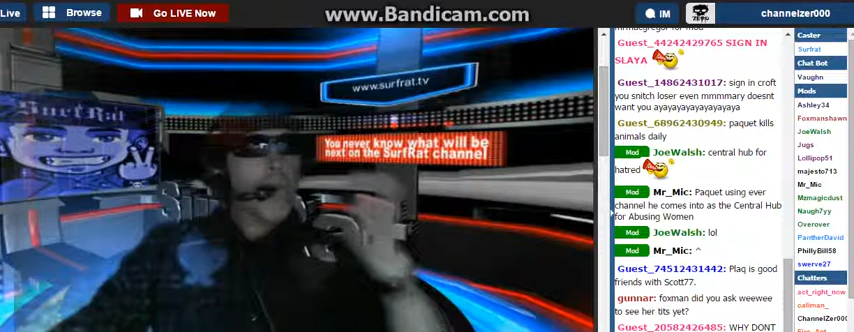 Live
Browse
Go LIVE Now
www.Bandicam.com
IM
channelzer000
www.surfrat.tv
SurfRat
You never know what will be
next on the SurfRat channel
Guest_44242429765 SIGN IN
SLAYA
Guest_14862431017: sign in croft
you snitch loser even mrmmary doesnt
want you ayayayayayayayaya
Guest_68962430949: paquet kills
animals daily
Mod JoeWalsh: central hub for
hatred
Mod Mr_Mic: Paquet using ever
channel he comes into as the Central Hub
for Abusing Women
Mod JoeWalsh: lol
Mod Mr_Mic: ^
Guest_74512431442: Plaq is good
friends with Scott77.
gunnar: foxman did you ask weewee
to see her tits yet?
Guest_20582426485: WHY DONT
Caster
Surfrat
Chat Bot
Vaughn
Mods
Ashley34
Foxmanshawn
JoeWalsh
Jugs
Lollipop51
majesto713
Mr_Mic
Mzmagicdust
Naugh7yy
Overover
PantherDavid
PhillyBill58
swerve27
Chatters
act_right_now
caliman_
ChannelZer000